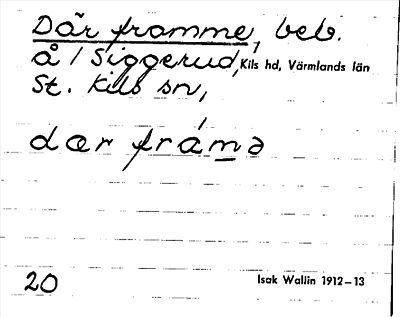 Där framme, beb.
å / Siggerud, Kils hd, Värmlands län
St. Kils sn,
dær frámə
20 Isak Wallin 1912–13